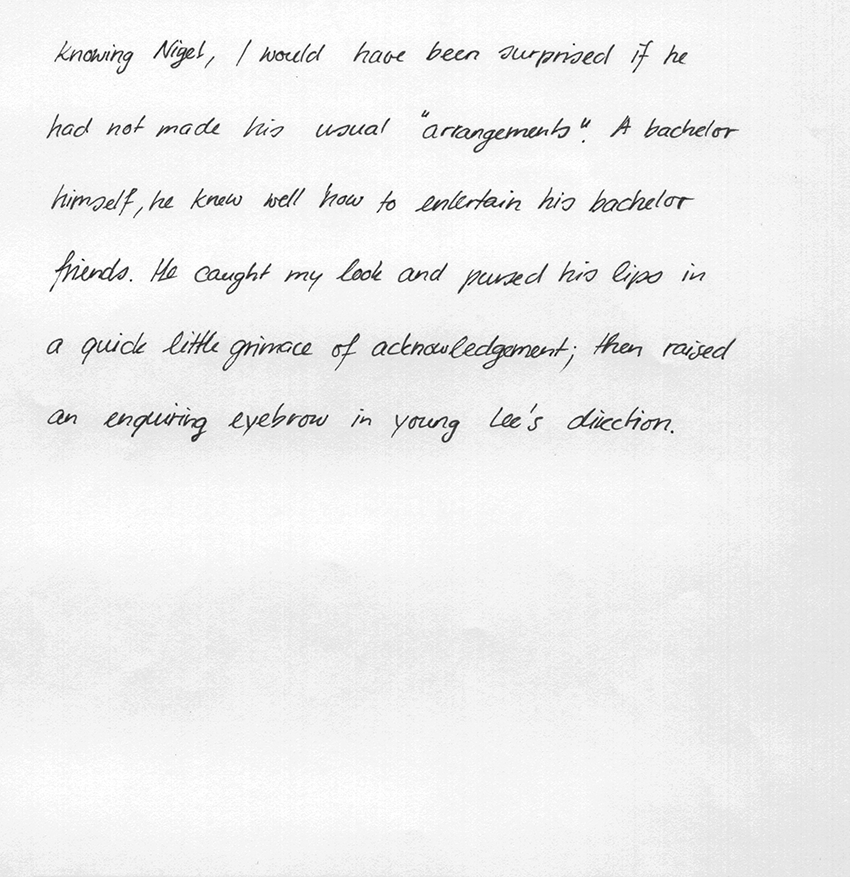 Knowing Nigel, I would have been surprised if he
had not made his usual "arrangements". A bachelor
himself, he knew well how to entertain his bachelor
friends. He caught my look and pursed his lips in
a quick little grimace of acknowledgement; then raised
an enquiring eyebrow in young Lee's direction.